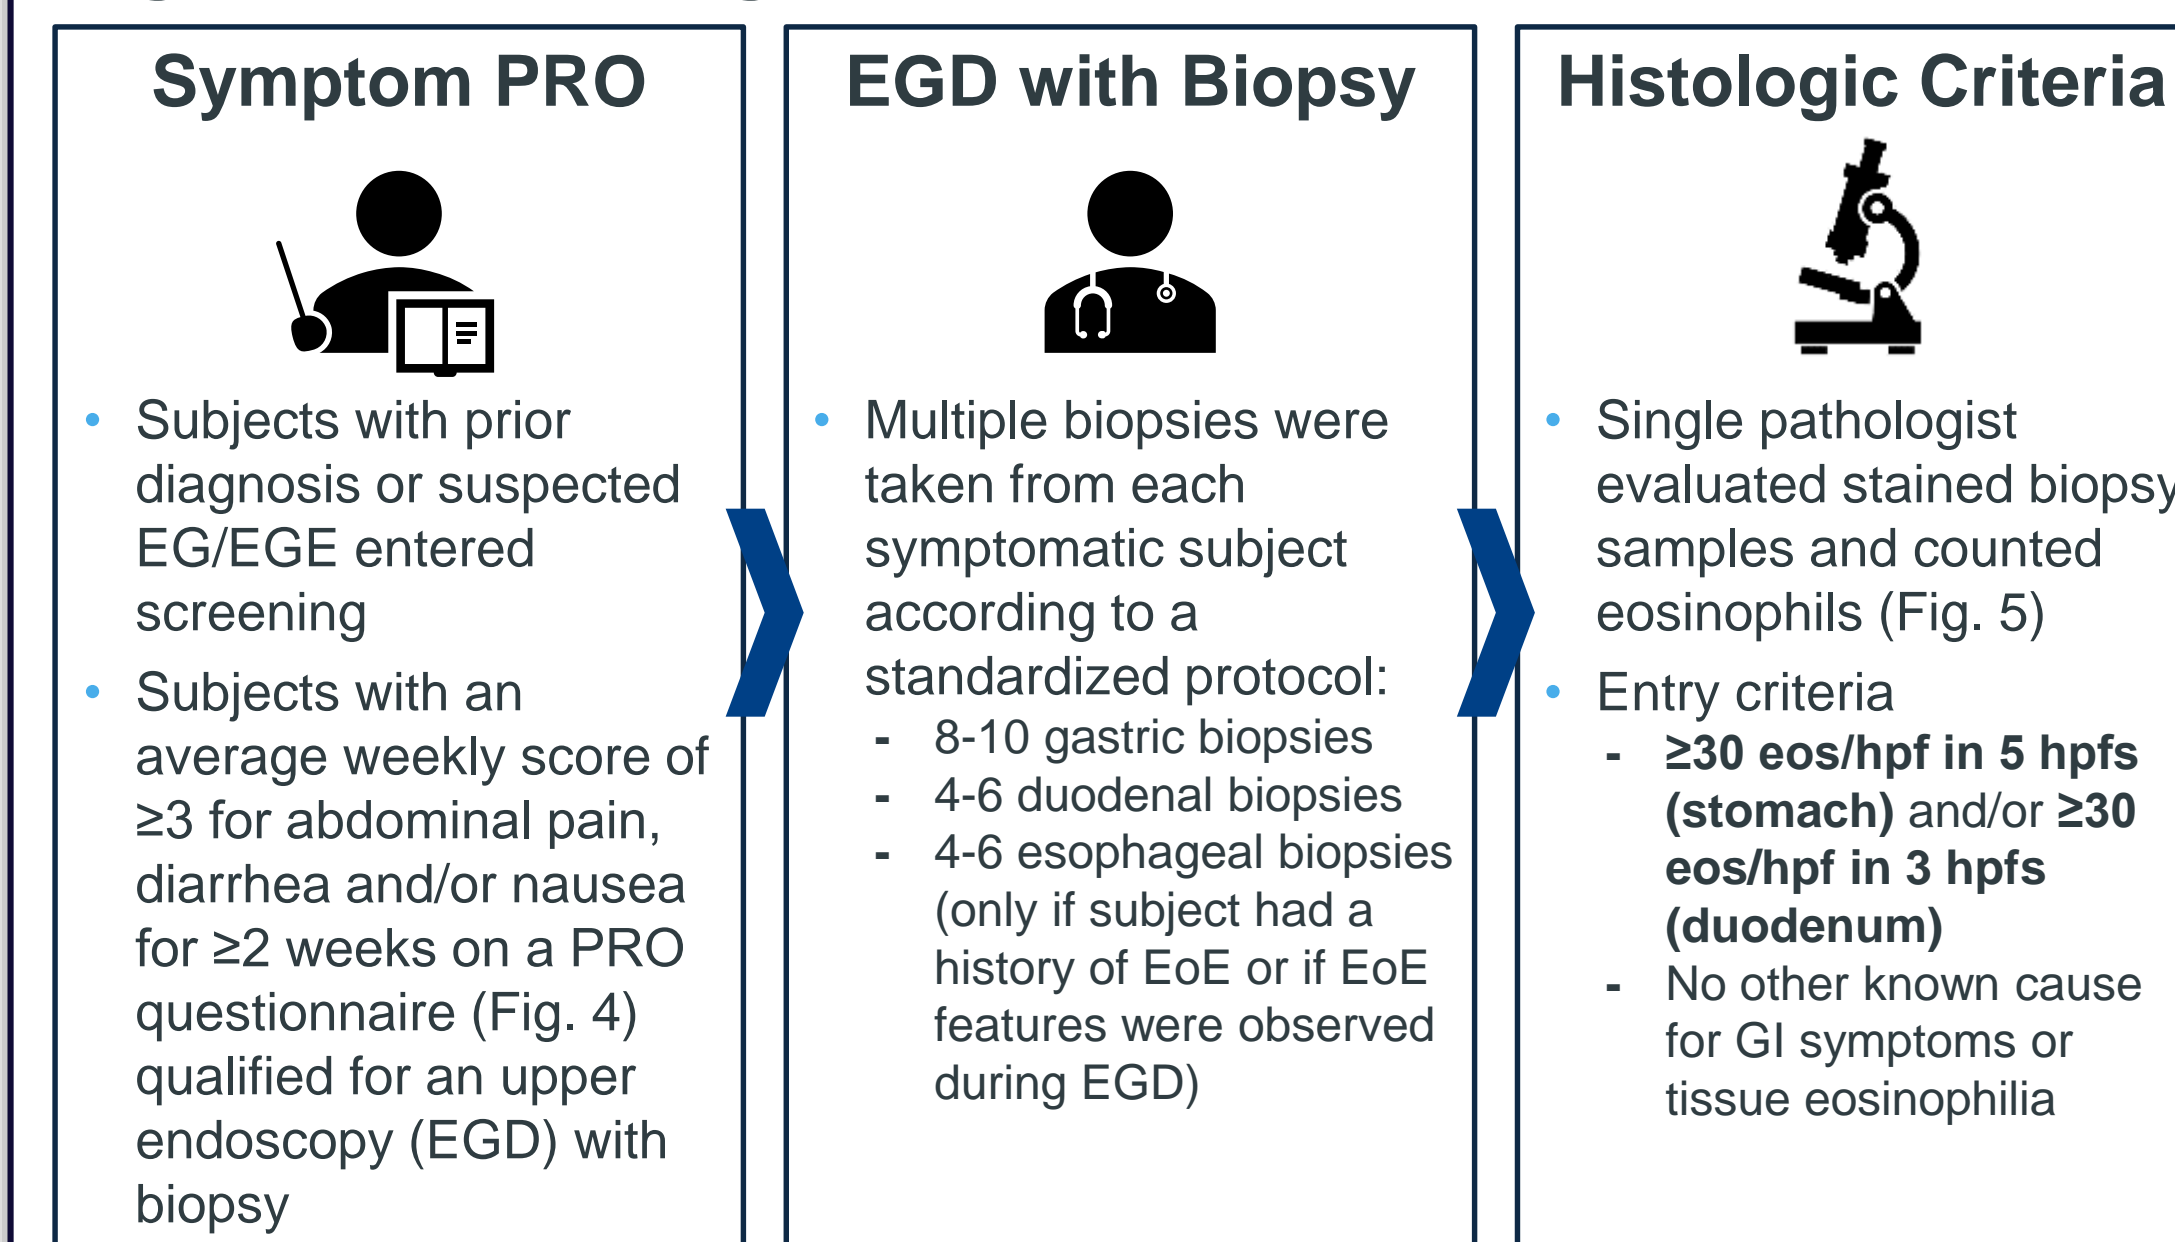 Symptom PRO
• Subjects with prior
diagnosis or suspected
EG/EGE entered
screening
• Subjects with an
average weekly score of
≥3 for abdominal pain,
diarrhea and/or nausea
for ≥2 weeks on a PRO
questionnaire (Fig. 4)
qualified for an upper
endoscopy (EGD) with
biopsy
EGD with Biopsy
• Multiple biopsies were
taken from each
symptomatic subject
according to a
standardized protocol:
- 8-10 gastric biopsies
- 4-6 duodenal biopsies
- 4-6 esophageal biopsies
(only if subject had a
history of EoE or if EoE
features were observed
during EGD)
Histologic Criteria
• Single pathologist
evaluated stained biopsy
samples and counted
eosinophils (Fig. 5)
• Entry criteria
- ≥30 eos/hpf in 5 hpfs
(stomach) and/or ≥30
eos/hpf in 3 hpfs
(duodenum)
- No other known cause
for GI symptoms or
tissue eosinophilia